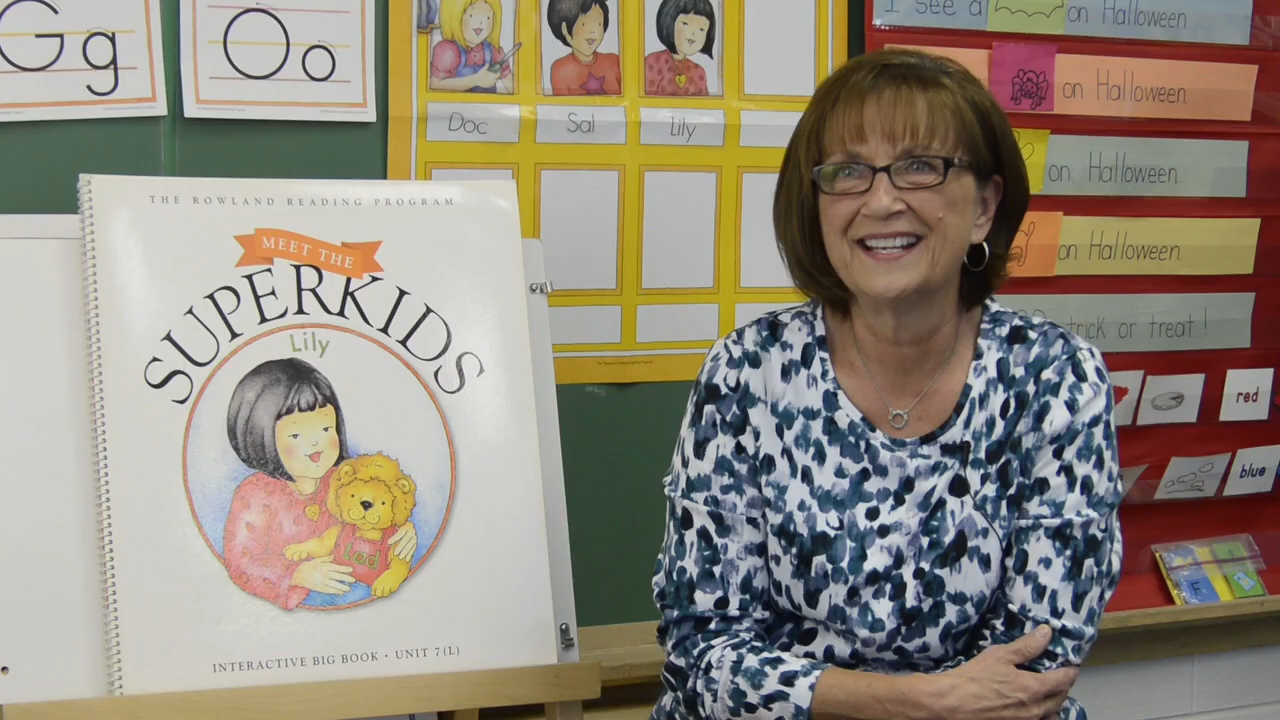 Gg
Oo
Doc
Sal
Lily
I see a on Halloween.
on Halloween.
on Halloween.
on Halloween.
trick or treat!
red
blue
THE ROWLAND READING PROGRAM
MEET THE
SUPERKIDS
Lily
Lad
INTERACTIVE BIG BOOK • UNIT 7 (L)